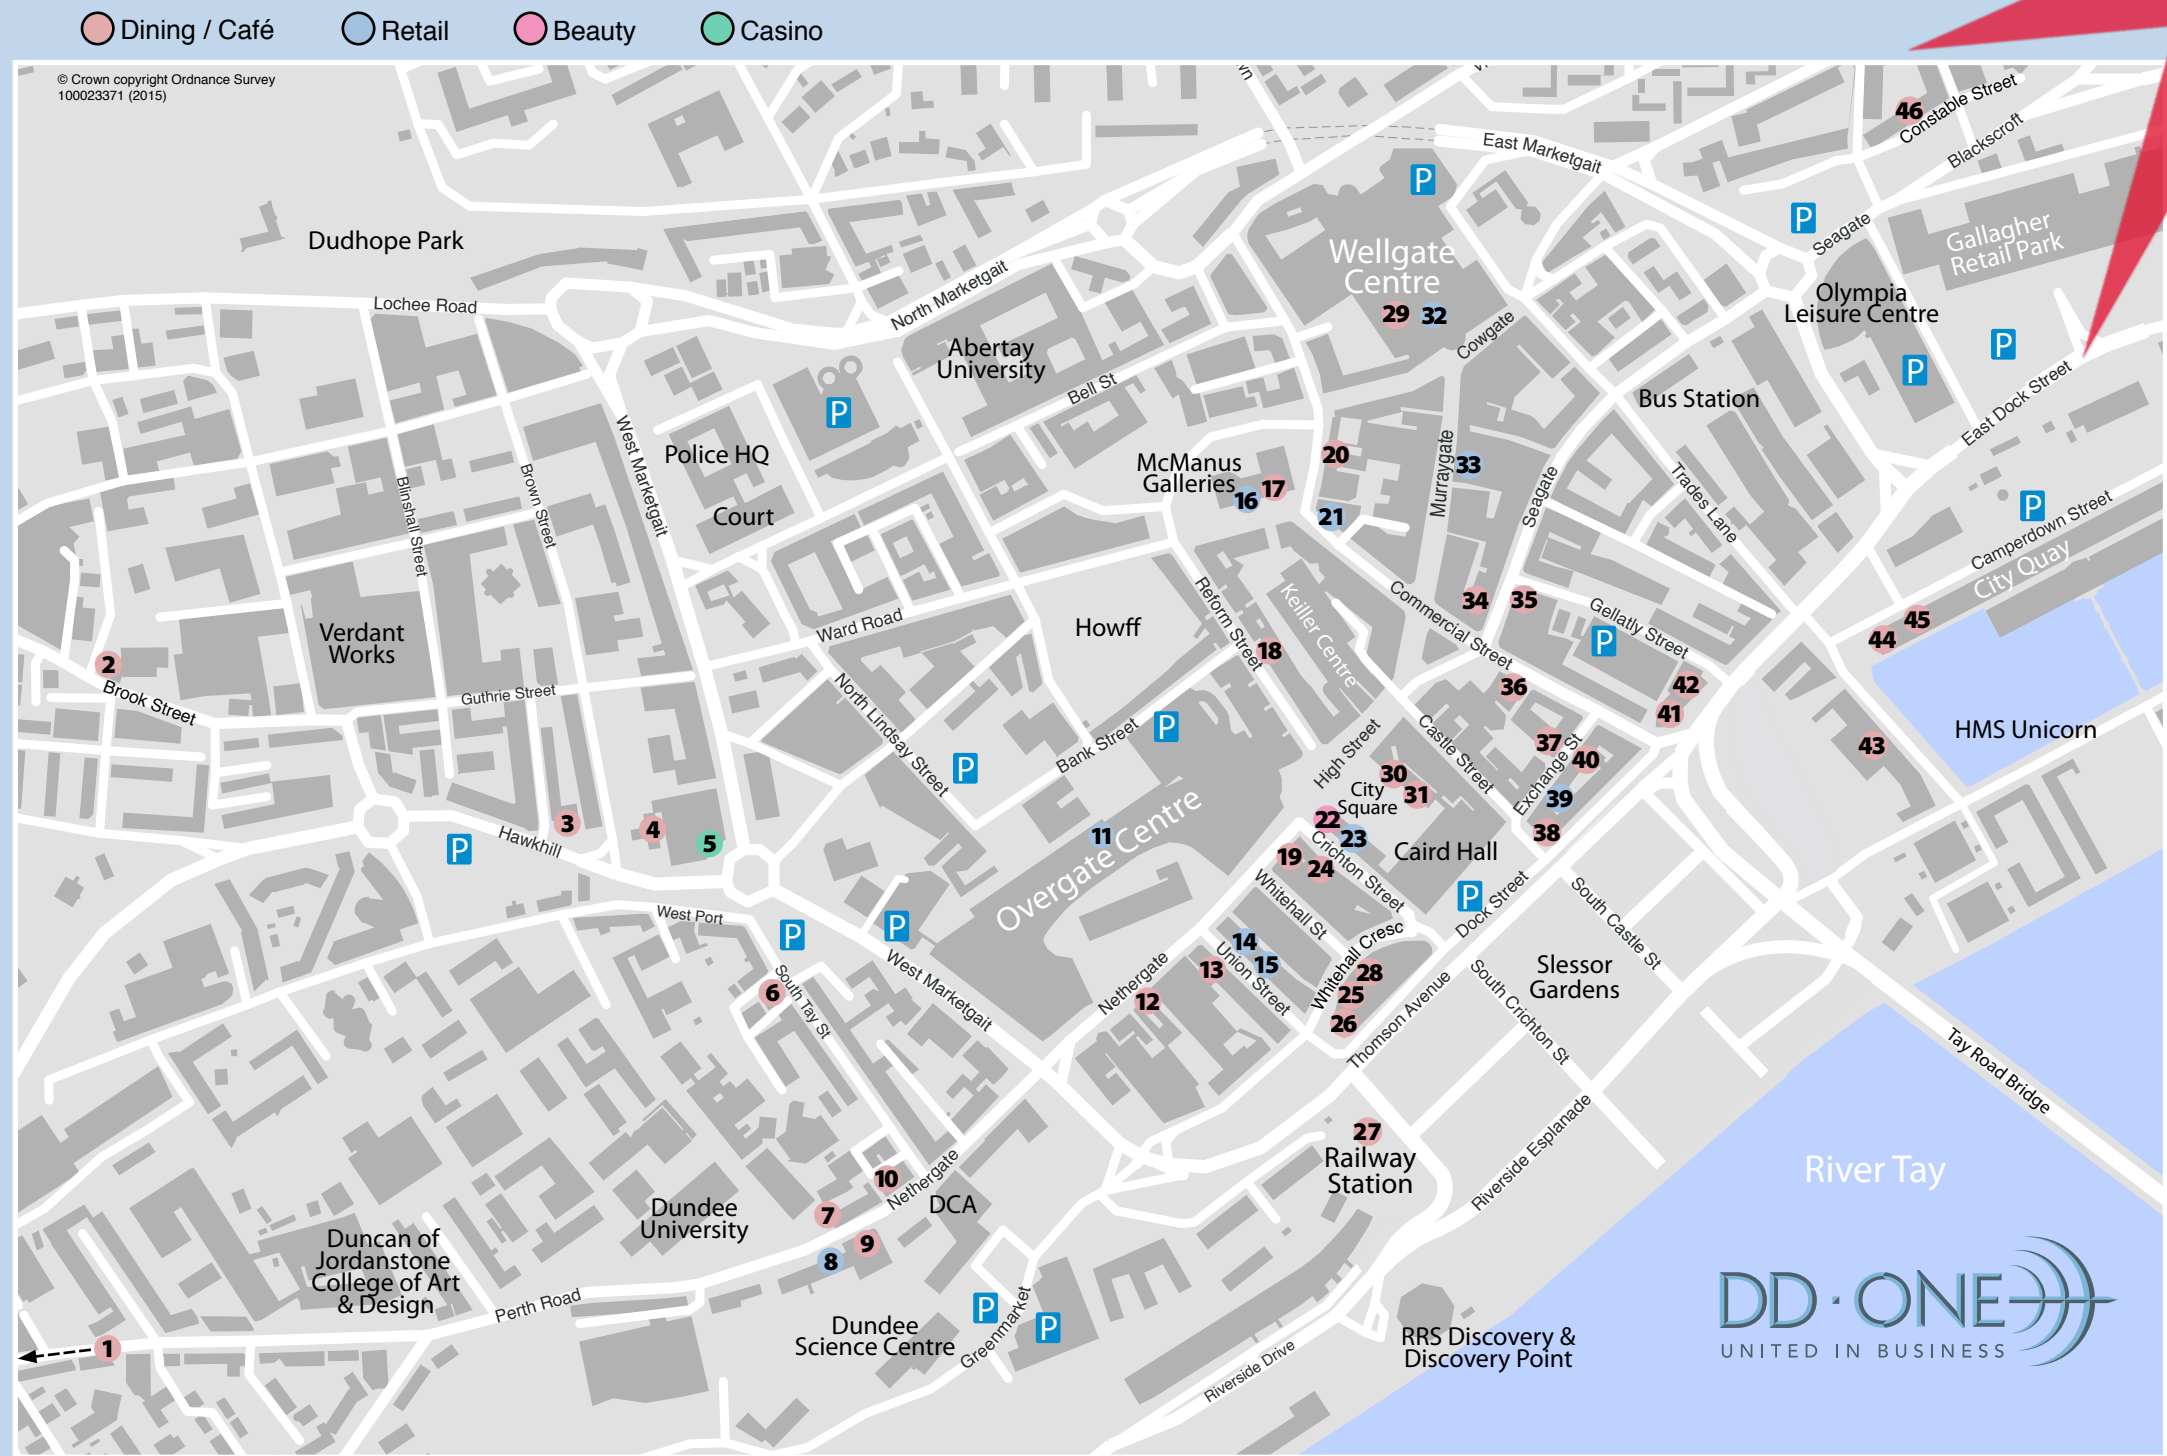 Dining / Café
Retail
Beauty
Casino
© Crown copyright Ordnance Survey
100023371 (2015)
46
Constable Street
Blackscroft
East Marketgait
P
P
Seagate
Gallagher
Retail Park
Dudhope Park
Wellgate
Centre
29
32
Cowgate
North Marketgait
Lochee Road
Olympia
Leisure Centre
P
P
East Dock Street
Abertay
University
Bell St
P
Bus Station
West Marketgait
Police HQ
Court
McManus
Galleries
16
17
20
21
Murraygate
33
Seagate
Trades Lane
P
Camperdown Street
City Quay
Blinshall Street
Brown Street
Verdant
Works
Ward Road
Howff
Reform Street
Keiller Centre
18
Commercial Street
34
35
Gellatly Street
P
45
44
2
Brook Street
Guthrie Street
North Lindsay Street
Bank Street
P
P
36
42
41
HMS Unicorn
43
High Street
Castle Street
37
40
Exchange St
39
38
30
31
City
Square
22
23
Crichton Street
19
24
Caird Hall
P
Dock Street
3
4
5
Hawkhill
P
11
Overgate Centre
West Port
P
P
West Marketgait
South Tay St
6
Whitehall St
Whitehall Cresc
14
15
Union Street
13
12
Nethergate
28
25
26
Thomson Avenue
South Castle St
Slessor
Gardens
South Crichton St
Tay Road Bridge
27
Railway
Station
Riverside Esplanade
River Tay
10
Nethergate
DCA
7
9
8
Dundee
University
Duncan of
Jordanstone
College of Art
& Design
Perth Road
1
Dundee
Science Centre
P
P
Greenmarket
Riverside Drive
RRS Discovery &
Discovery Point
DD·ONE
UNITED IN BUSINESS